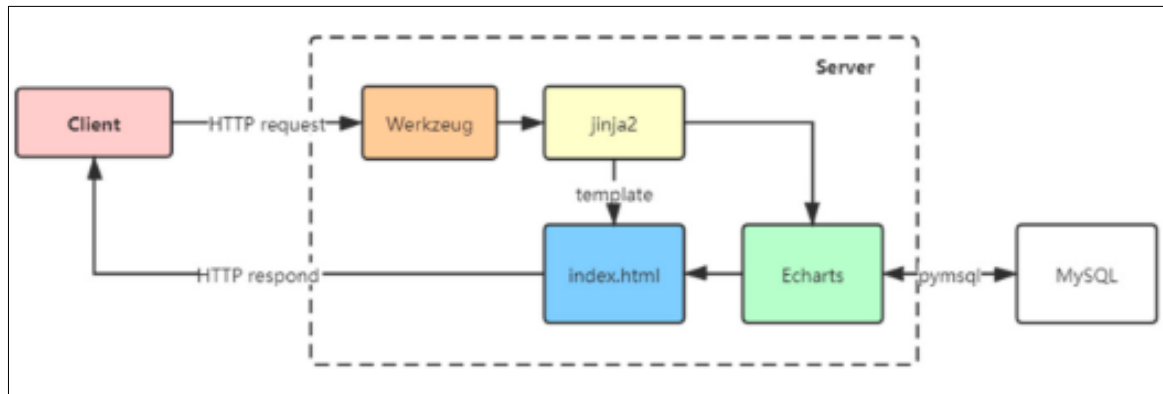 Server
Client
HTTP request
Werkzeug
jinja2
template
HTTP respond
index.html
Echarts
pymsql
MySQL